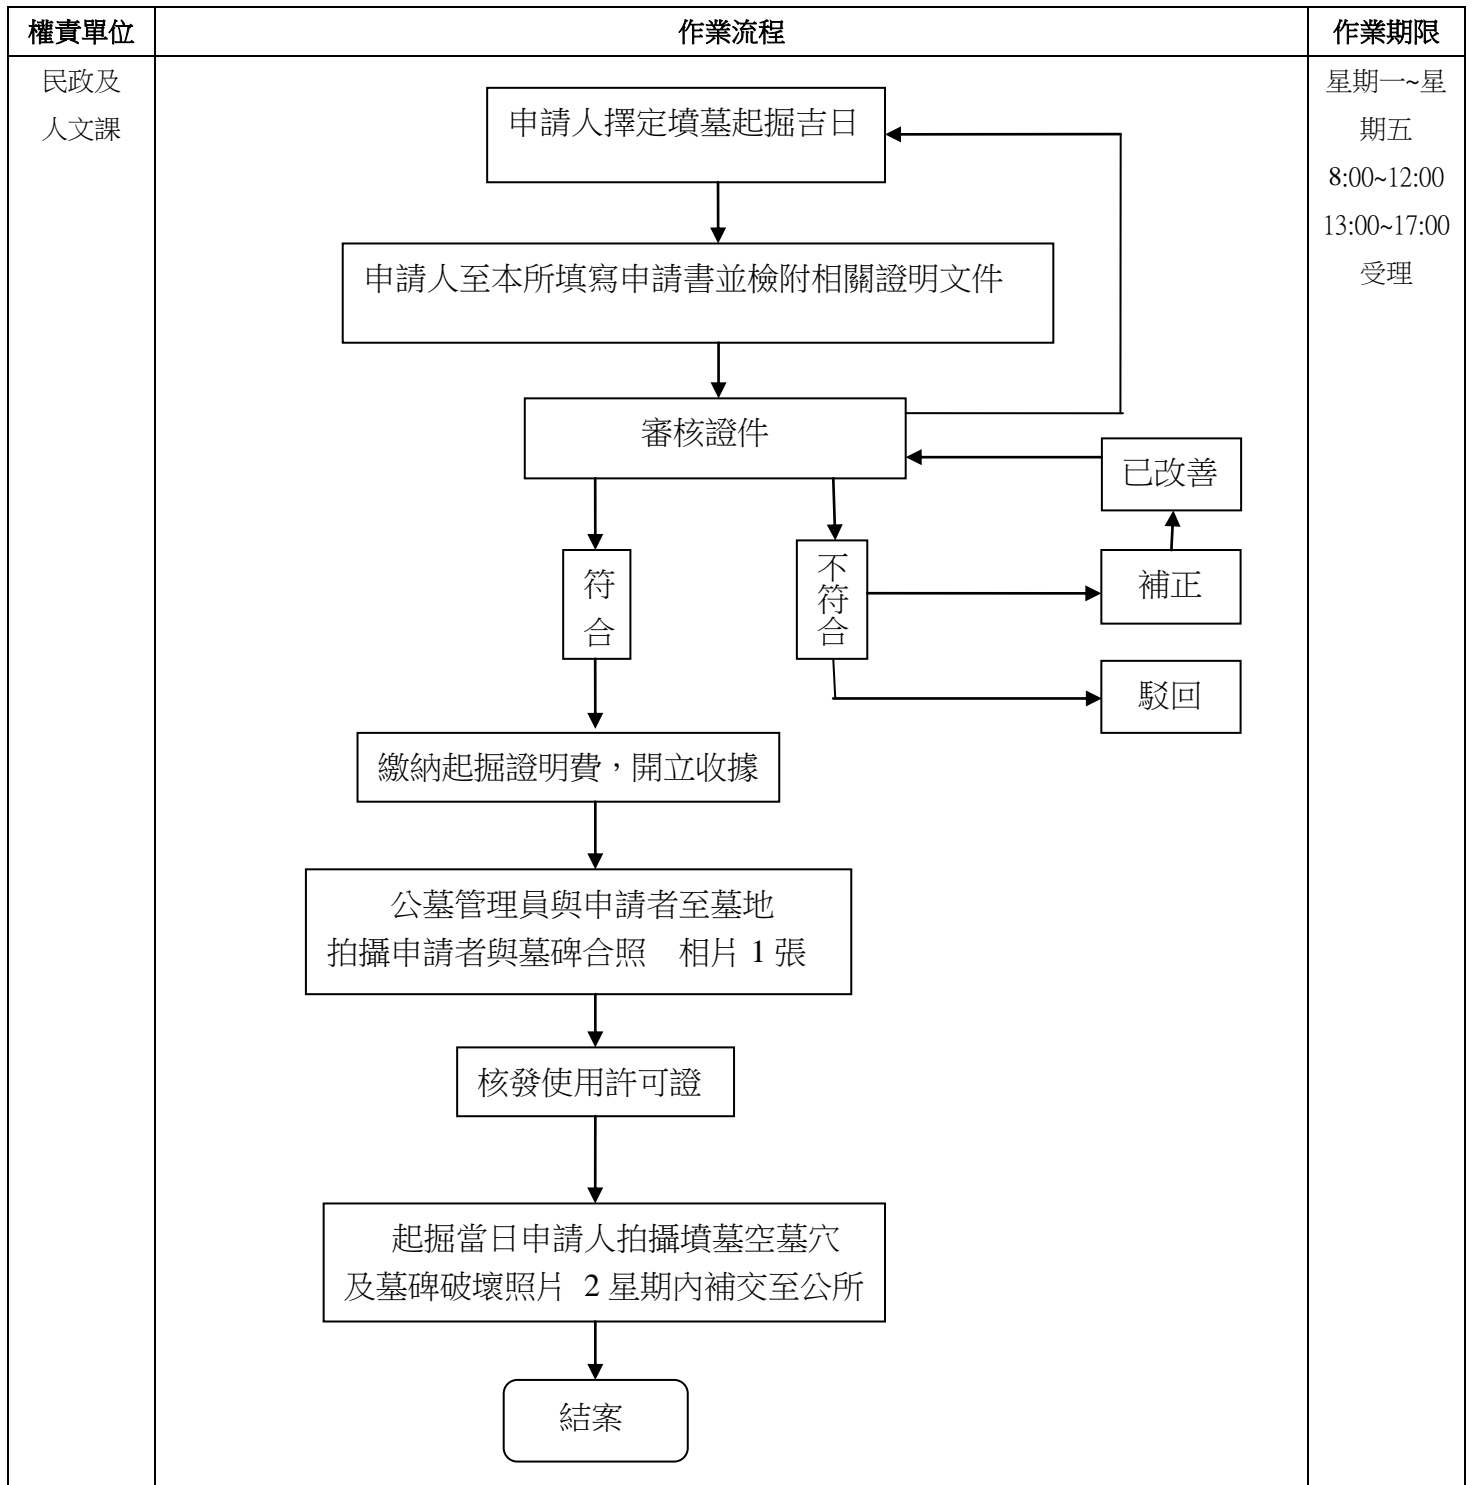 權責單位
作業流程
作業期限
民政及
人文課
星期一~星
期五
8:00~12:00
13:00~17:00
受理
申請人擇定墳墓起掘吉日
申請人至本所填寫申請書並檢附相關證明文件
審核證件
已改善
符
合
不
符
合
補正
駁回
繳納起掘證明費，開立收據
公墓管理員與申請者至墓地
拍攝申請者與墓碑合照　相片 1 張
核發使用許可證
起掘當日申請人拍攝墳墓空墓穴
及墓碑破壞照片 2 星期內補交至公所
結案